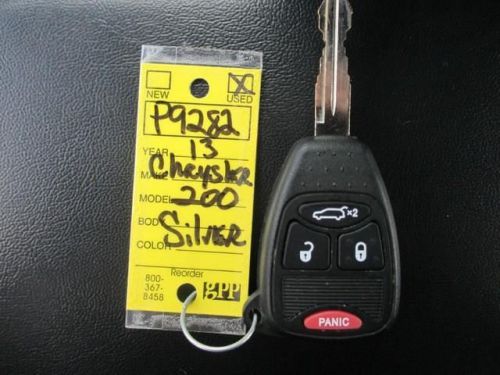 NEW
USED
P9282
YEAR 13
MAKE Chrysler
MODEL 200
BODY
COLOR Silver
Reorder
800-
367-
8458
gpp
x2
PANIC